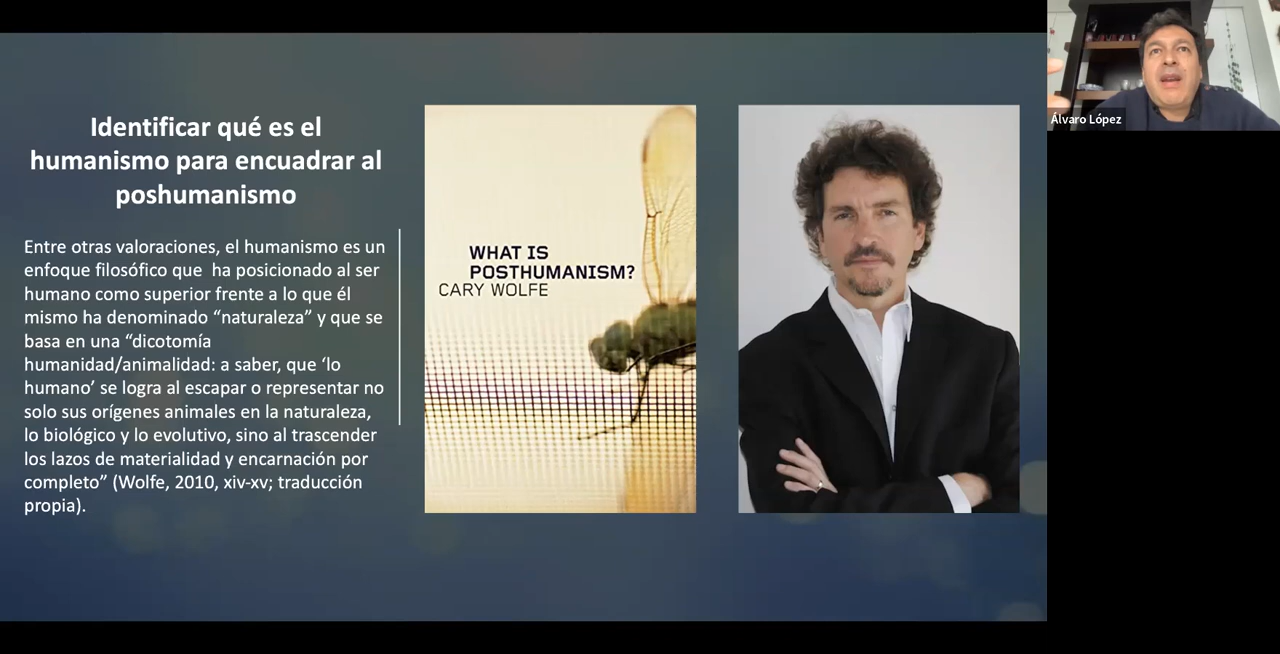 Identificar qué es el
humanismo para encuadrar al
poshumanismo
Entre otras valoraciones, el humanismo es un
enfoque filosófico que  ha posicionado al ser
humano como superior frente a lo que él
mismo ha denominado “naturaleza” y que se
basa en una “dicotomía
humanidad/animalidad: a saber, que ‘lo
humano’ se logra al escapar o representar no
solo sus orígenes animales en la naturaleza,
lo biológico y lo evolutivo, sino al trascender
los lazos de materialidad y encarnación por
completo” (Wolfe, 2010, xiv-xv; traducción
propia).
WHAT IS
POSTHUMANISM?
CARY WOLFE
Álvaro López